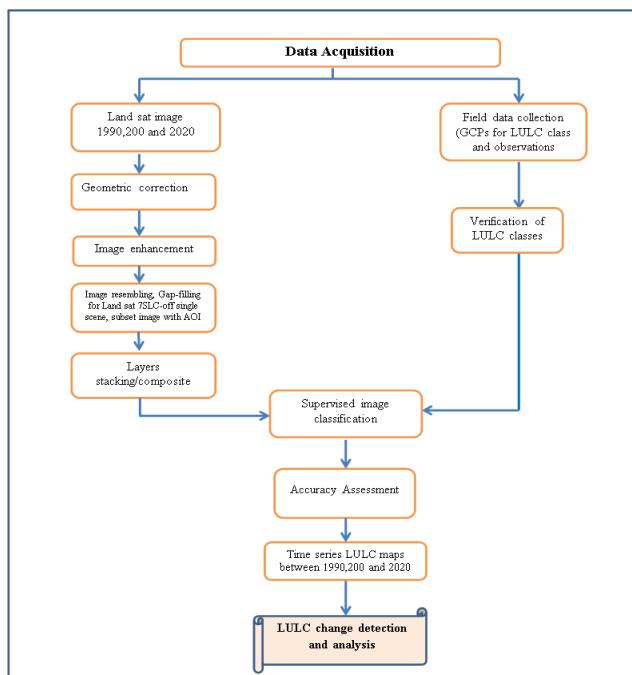 Data Acquisition
Land sat image
1990,200 and 2020
Field data collection
(GCPs for LULC class
and observations
Geometric correction
Verification of
LULC classes
Image enhancement
Image resembling, Gap-filling
for Land sat 7SLC-off single
scene, subset image with AOI
Layers
stacking/composite
Supervised image
classification
Accuracy Assessment
Time series LULC maps
between 1990,200 and 2020
LULC change detection
and analysis